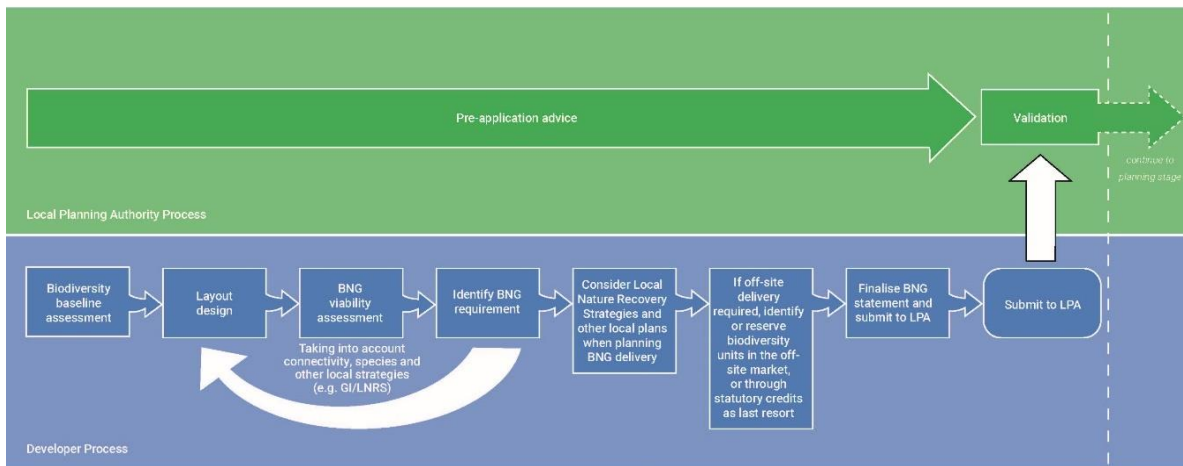 Pre-application advice
Validation
continue to
planning stage
Local Planning Authority Process
Biodiversity
baseline
assessment
Layout
design
BNG
viability
assessment
Identify BNG
requirement
Consider Local
Nature Recovery
Strategies and
other local plans
when planning
BNG delivery
If off-site
delivery
required, identify
or reserve
biodiversity
units in the off-
site market,
or through
statutory credits
as last resort
Finalise BNG
statement and
submit to LPA
Submit to LPA
Taking into account
connectivity, species and
other local strategies
(e.g. GI/LNRS)
Developer Process